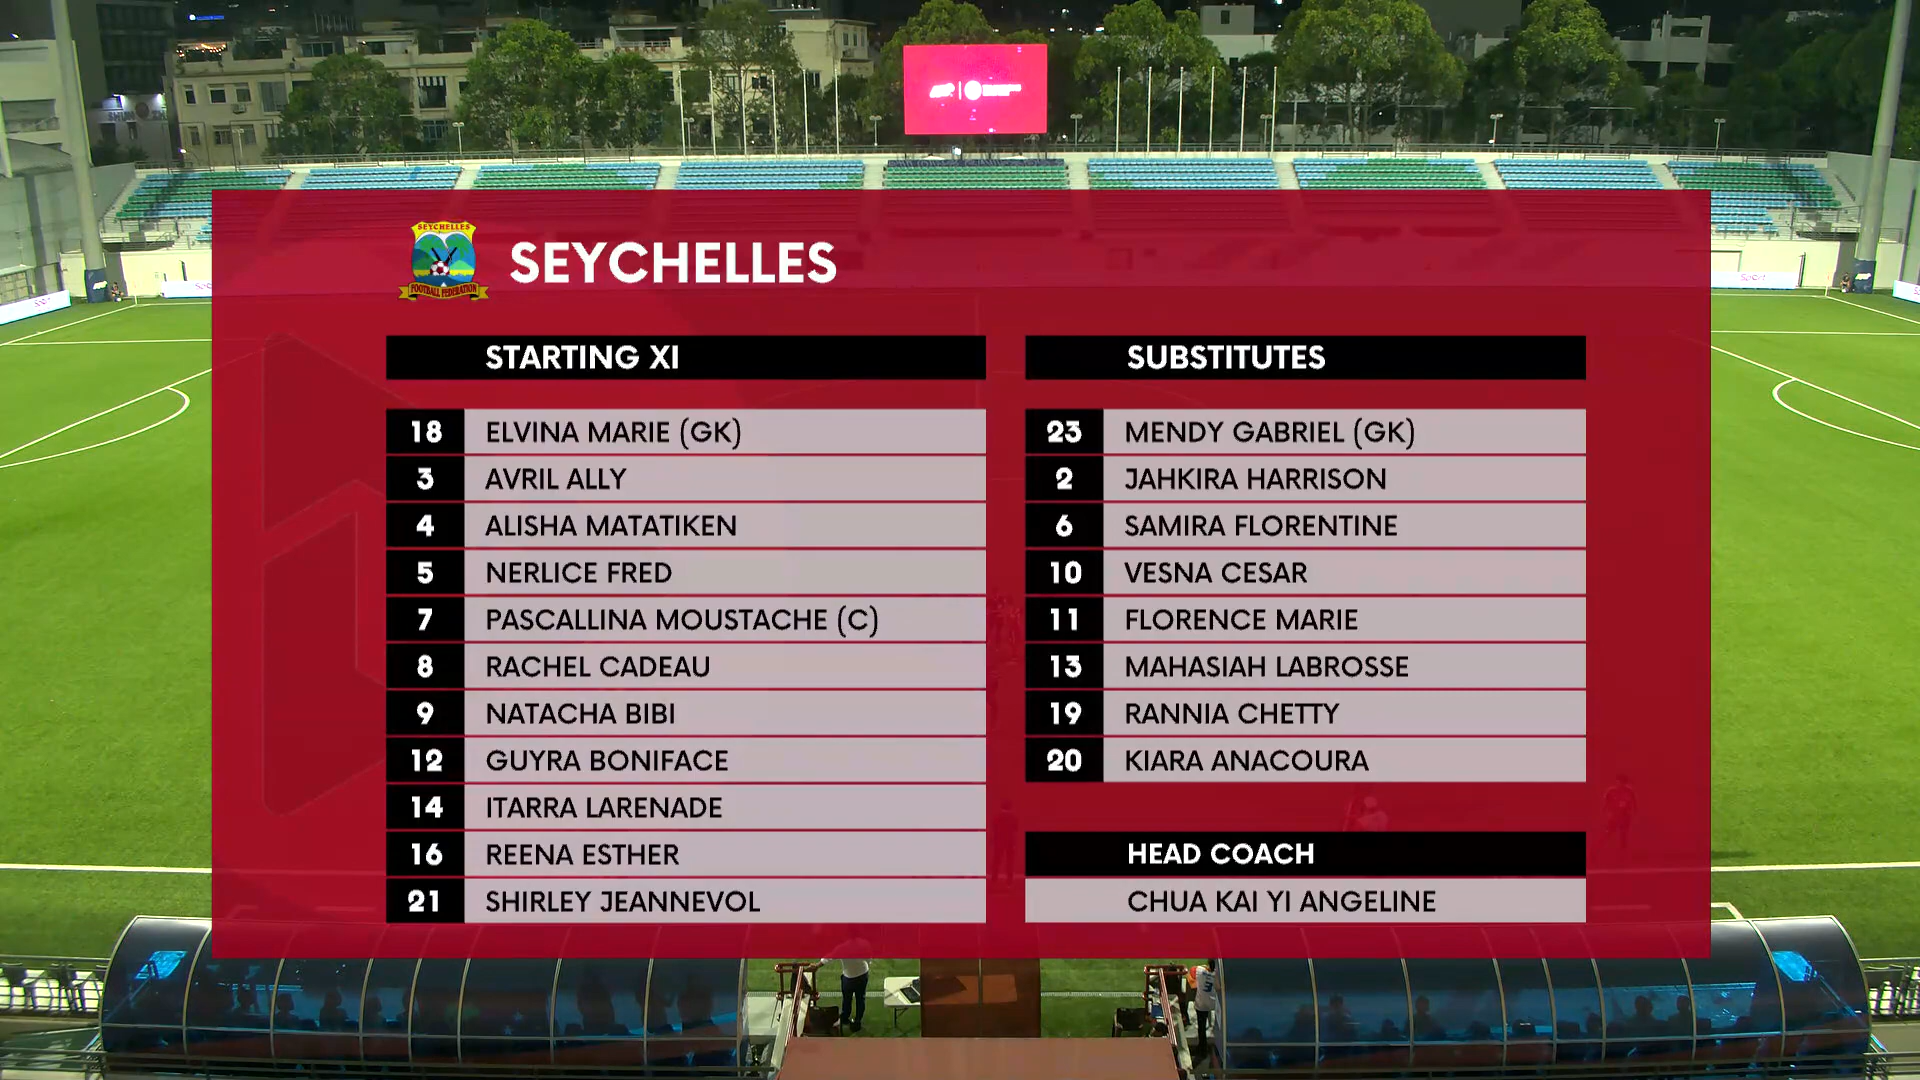 SEYCHELLES
FOOTBALL FEDERATION
SEYCHELLES
STARTING XI
18 ELVINA MARIE (GK)
3 AVRIL ALLY
4 ALISHA MATATIKEN
5 NERLICE FRED
7 PASCALLINA MOUSTACHE (C)
8 RACHEL CADEAU
9 NATACHA BIBI
12 GUYRA BONIFACE
14 ITARRA LARENADE
16 REENA ESTHER
21 SHIRLEY JEANNEVOL
SUBSTITUTES
23 MENDY GABRIEL (GK)
2 JAHKIRA HARRISON
6 SAMIRA FLORENTINE
10 VESNA CESAR
11 FLORENCE MARIE
13 MAHASIAH LABROSSE
19 RANNIA CHETTY
20 KIARA ANACOURA
HEAD COACH
CHUA KAI YI ANGELINE